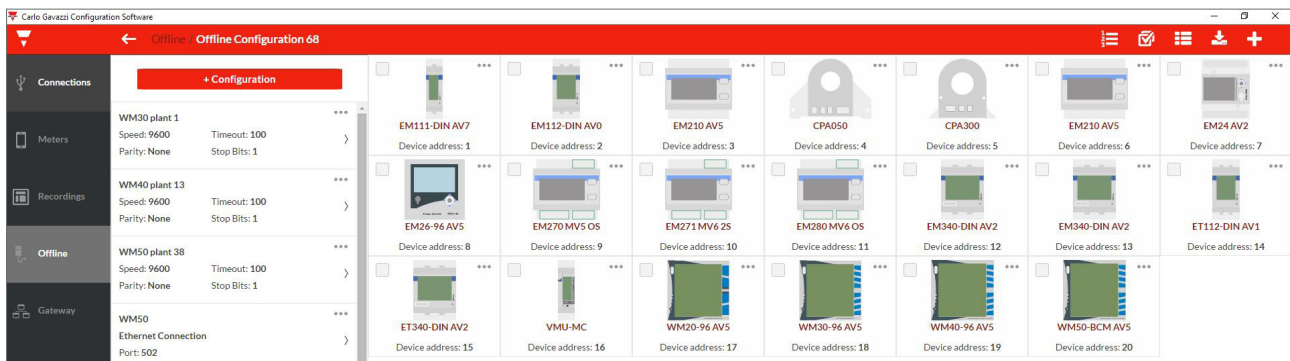 Carlo Gavazzi Configuration Software
Offline / Offline Configuration 68
Connections
Meters
Recordings
Offline
Gateway
+ Configuration
WM30 plant 1
Speed: 9600 Timeout: 100
Parity: None Stop Bits: 1
WM40 plant 13
Speed: 9600 Timeout: 100
Parity: None Stop Bits: 1
WM50 plant 38
Speed: 9600 Timeout: 100
Parity: None Stop Bits: 1
WM50
Ethernet Connection
Port: 502
EM111-DIN AV7
Device address: 1
EM112-DIN AV0
Device address: 2
EM210 AV5
Device address: 3
CPA050
Device address: 4
CPA300
Device address: 5
EM210 AV5
Device address: 6
EM24 AV2
Device address: 7
EM26-96 AV5
Device address: 8
EM270 MV5 OS
Device address: 9
EM271 MV6 2S
Device address: 10
EM280 MV6 OS
Device address: 11
EM340-DIN AV2
Device address: 12
EM340-DIN AV2
Device address: 13
ET112-DIN AV1
Device address: 14
ET340-DIN AV2
Device address: 15
VMU-MC
Device address: 16
WM20-96 AV5
Device address: 17
WM30-96 AV5
Device address: 18
WM40-96 AV5
Device address: 19
WM50-BCM AV5
Device address: 20